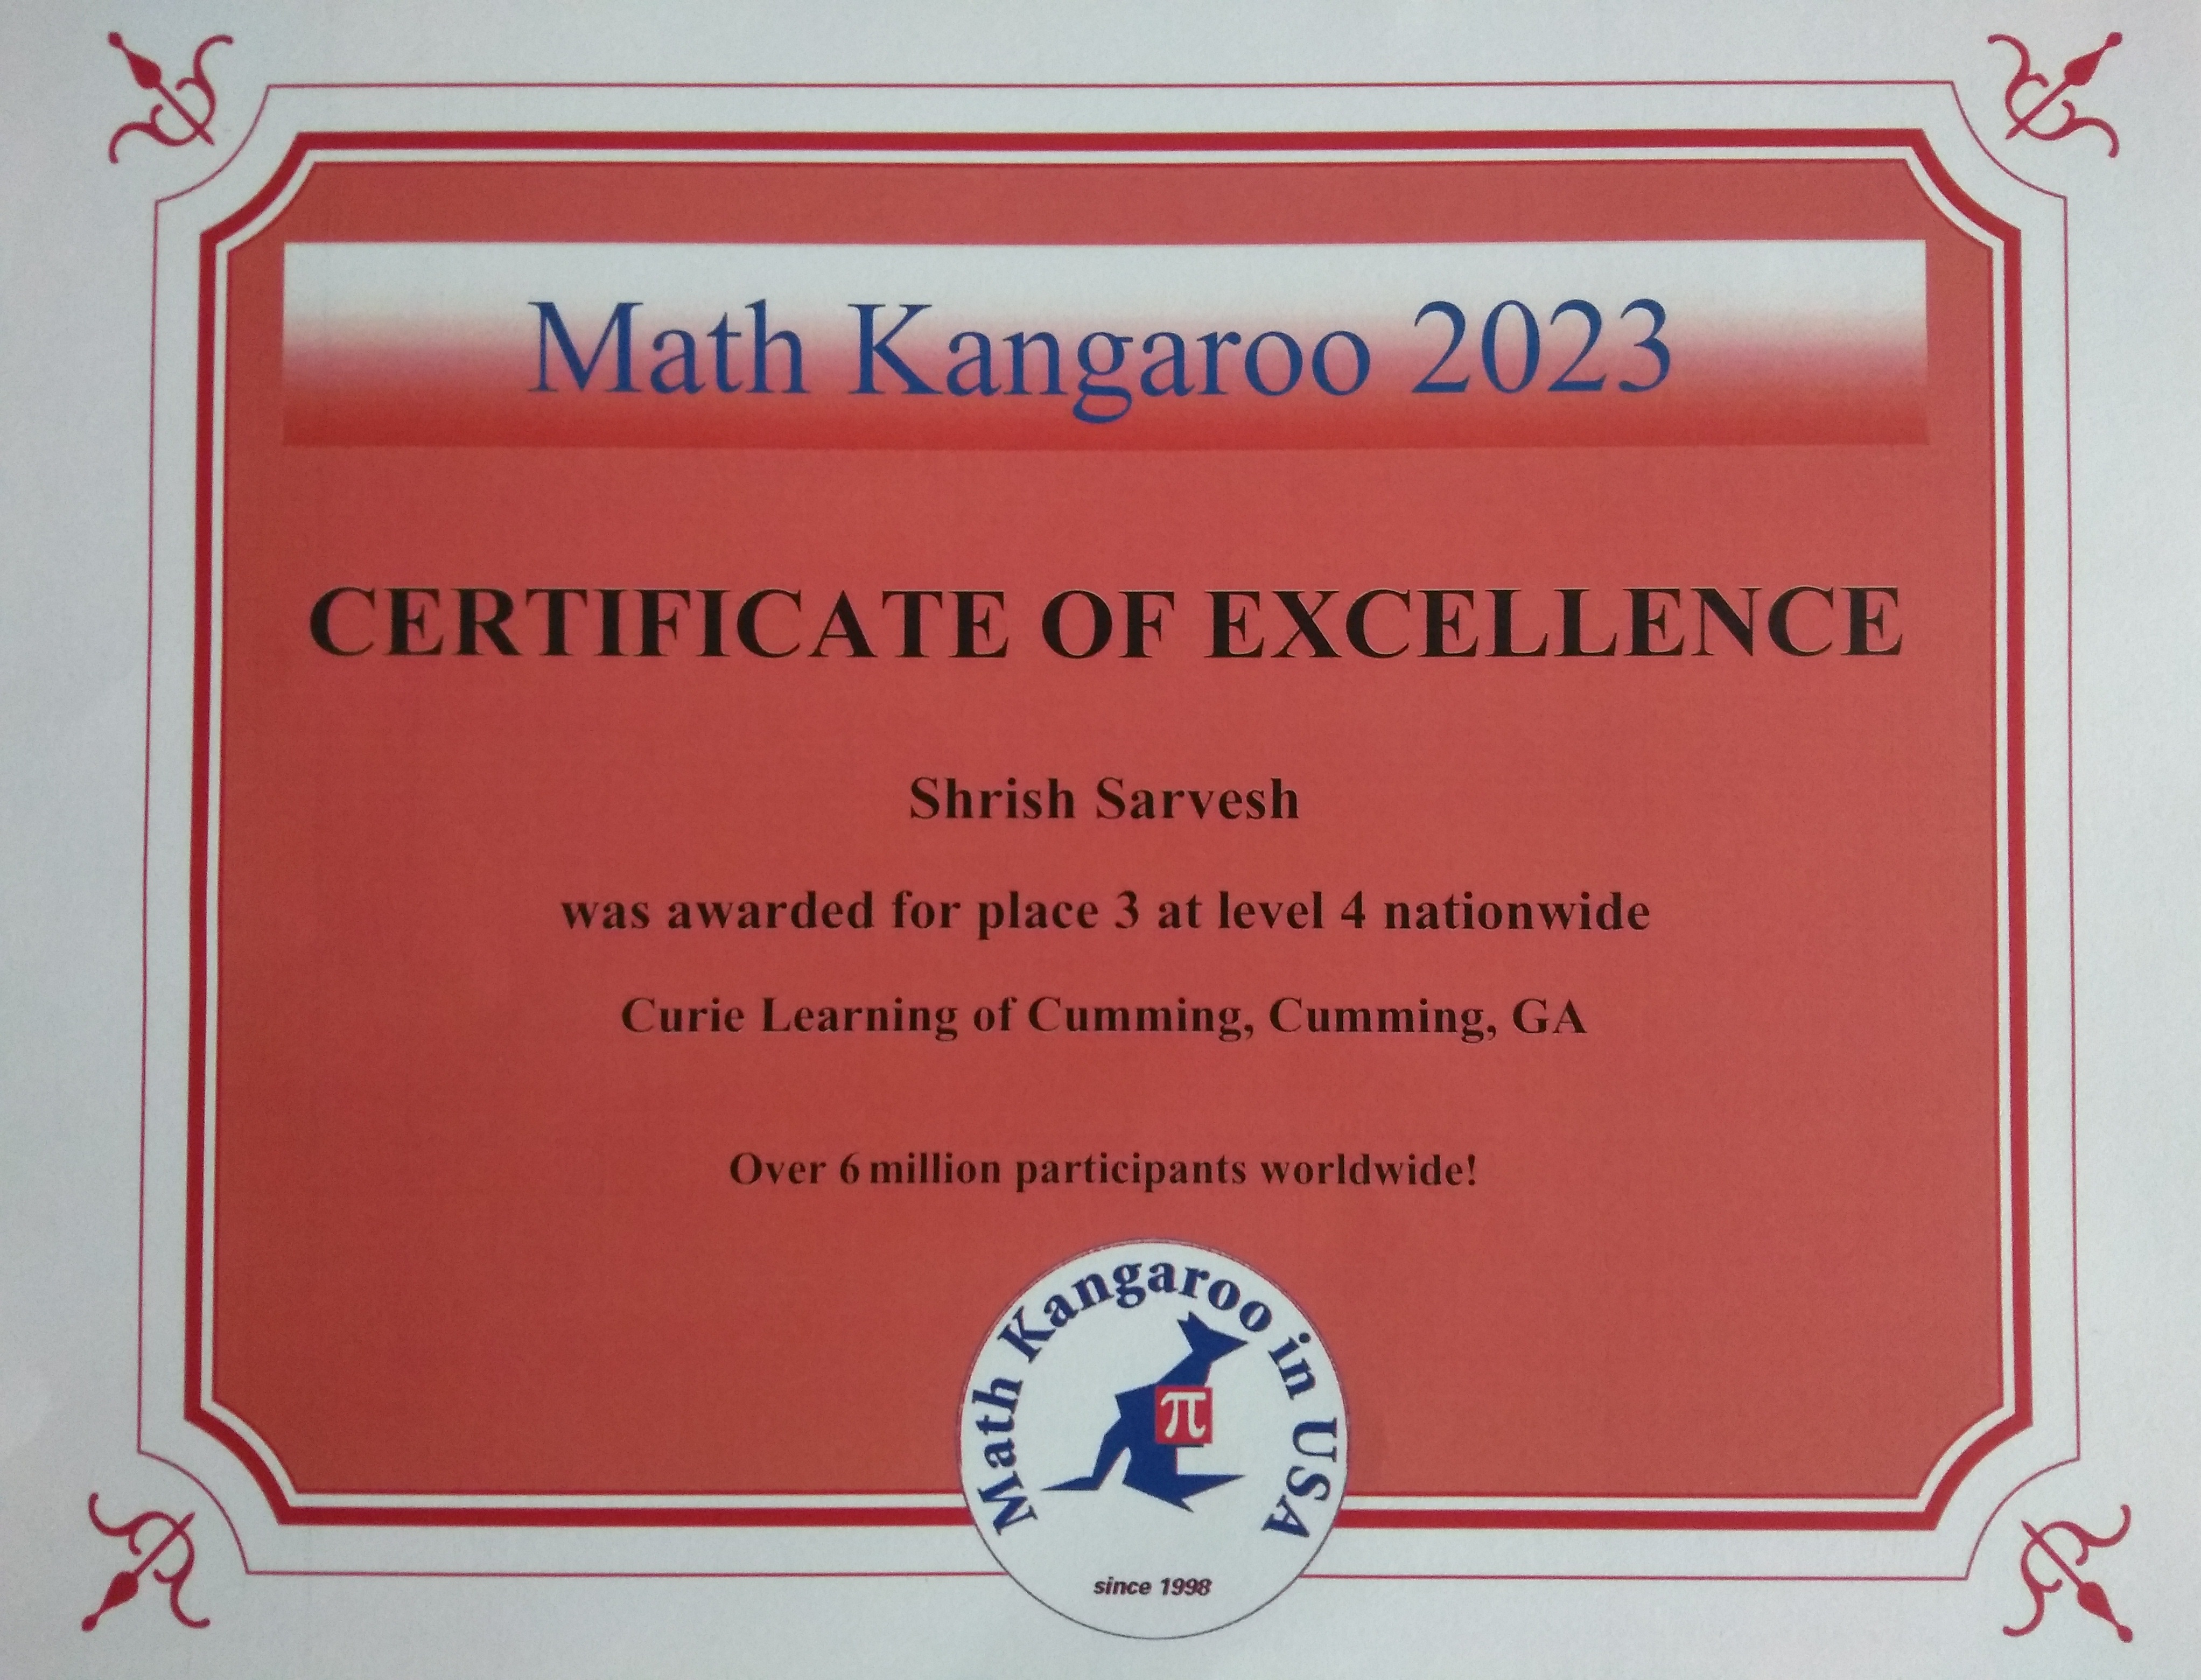 Math Kangaroo 2023
CERTIFICATE OF EXCELLENCE
Shrish Sarvesh
was awarded for place 3 at level 4 nationwide
Curie Learning of Cumming, Cumming, GA
Over 6 million participants worldwide!
Math Kangaroo in USA
π
since 1998